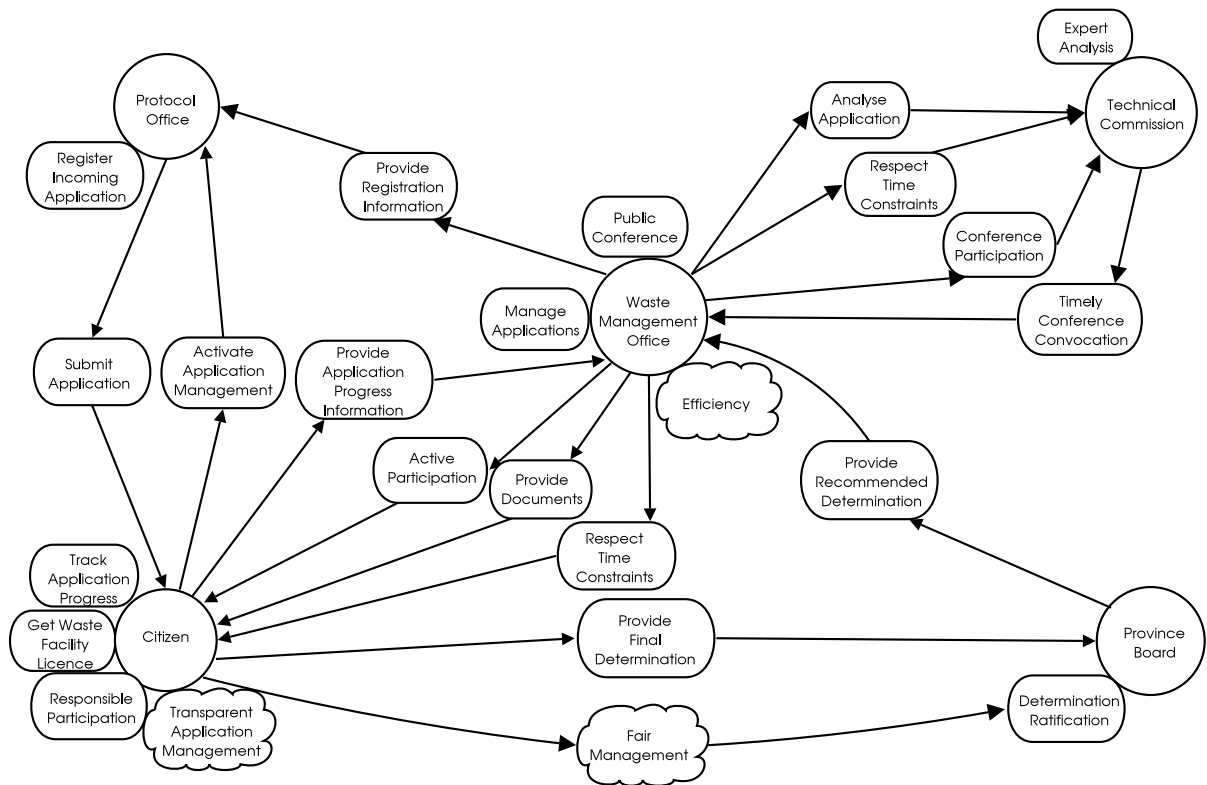 Expert
Analysis
Protocol
Office
Technical
Commission
Analyse
Application
Register
Incoming
Application
Provide
Registration
Information
Respect
Time
Constraints
Public
Conference
Conference
Participation
Waste
Management
Office
Manage
Applications
Timely
Conference
Convocation
Submit
Application
Activate
Application
Management
Provide
Application
Progress
Information
Efficiency
Active
Participation
Provide
Documents
Provide
Recommended
Determination
Respect
Time
Constraints
Track
Application
Progress
Get Waste
Facility
Licence
Citizen
Provide
Final
Determination
Province
Board
Responsible
Participation
Transparent
Application
Management
Fair
Management
Determination
Ratification